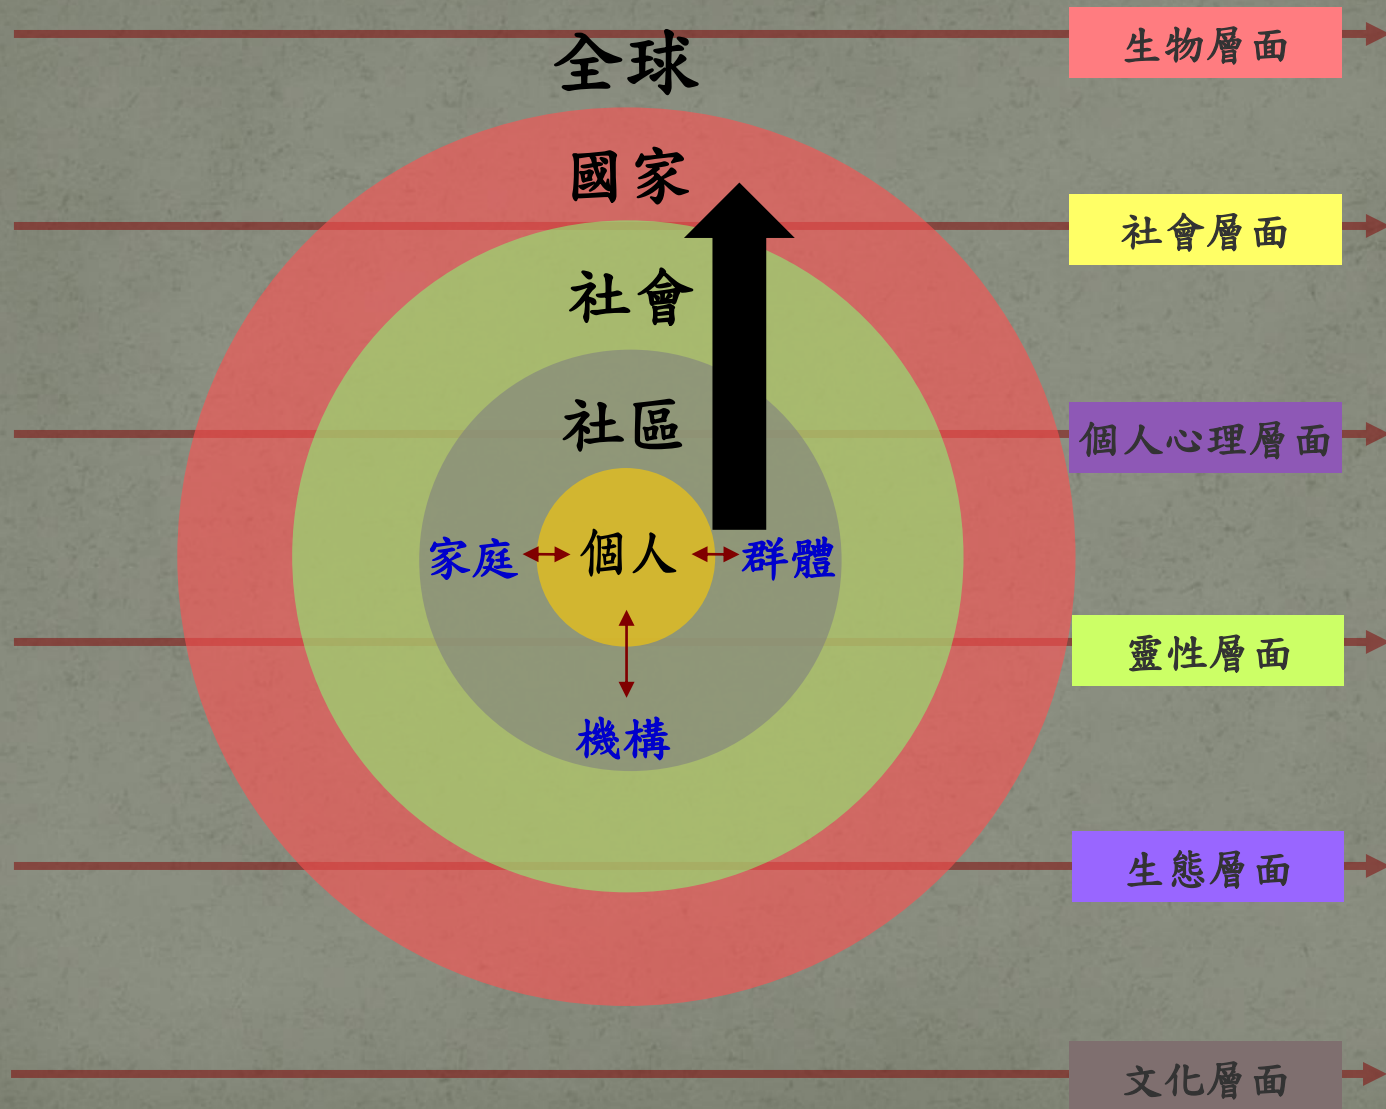 全球
生物層面
國家
社會層面
社會
社區
個人心理層面
家庭
個人
群體
靈性層面
機構
生態層面
文化層面